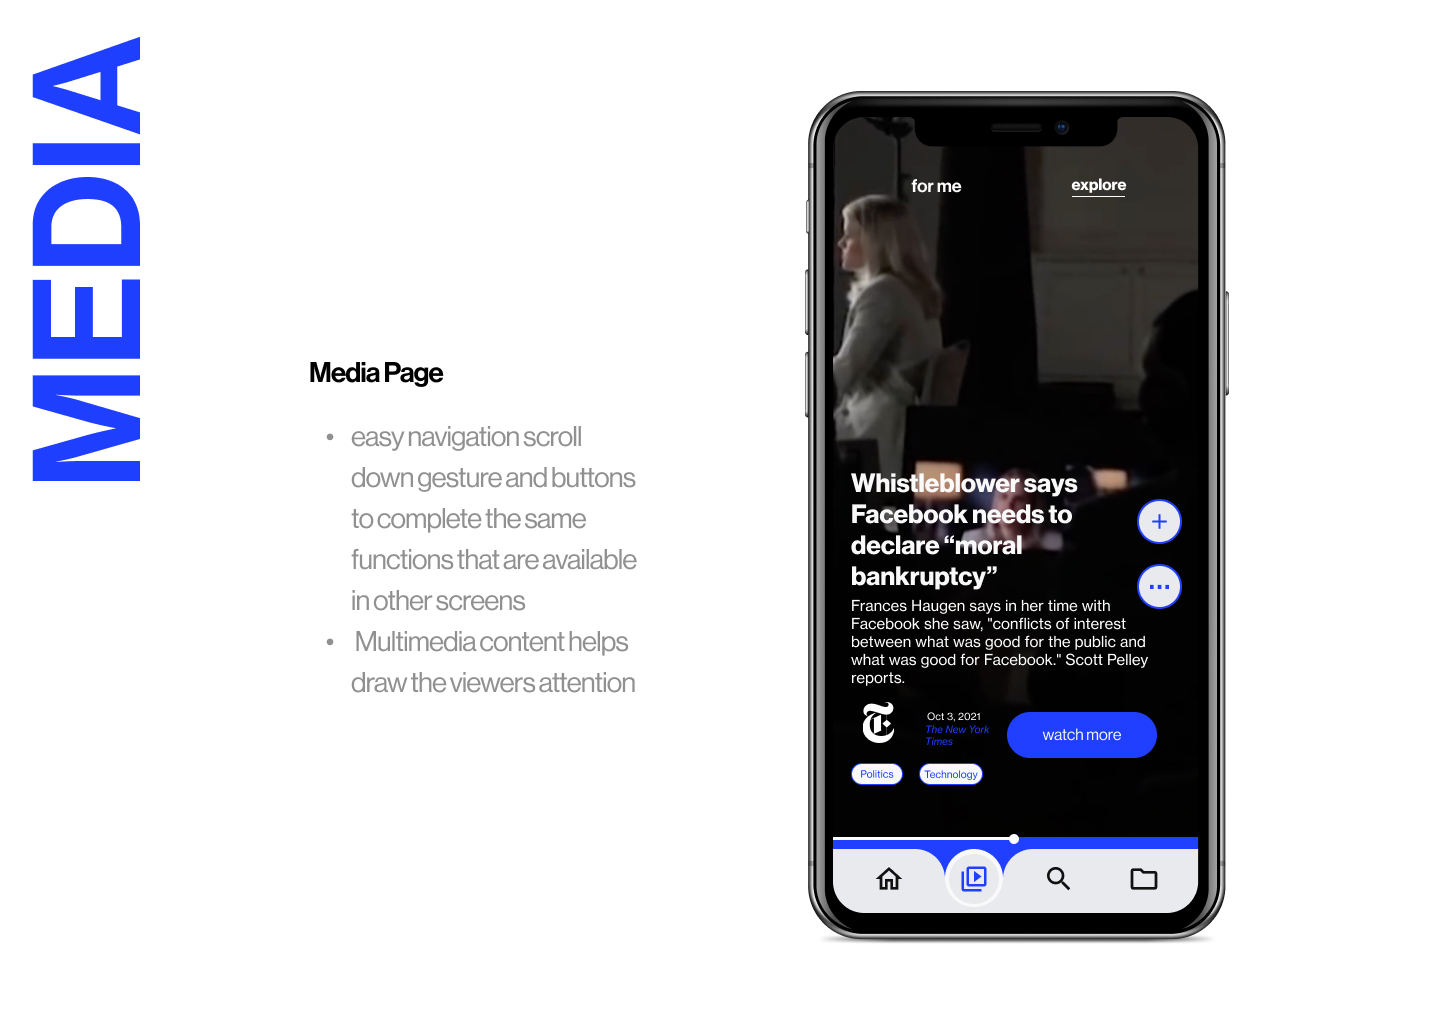 MEDIA
Media Page
• easy navigation scroll
down gesture and buttons
to complete the same
functions that are available
in other screens
• Multimedia content helps
draw the viewers attention
for me
explore
Whistleblower says
Facebook needs to
declare “moral
bankruptcy”
Frances Haugen says in her time with
Facebook she saw, "conflicts of interest
between what was good for the public and
what was good for Facebook." Scott Pelley
reports.
T
Oct 3, 2021
The New York
Times
watch more
Politics
Technology